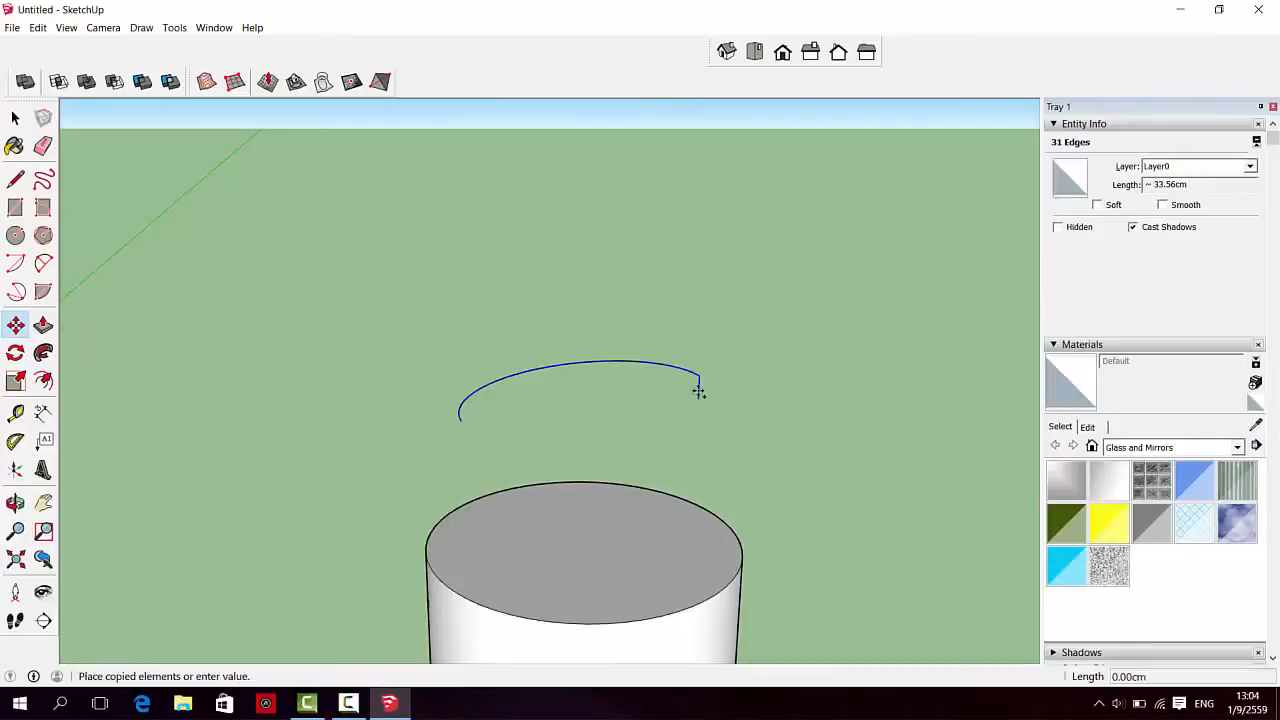 Untitled - SketchUp
File Edit View Camera Draw Tools Window Help
Tray 1
Entity Info
31 Edges
Layer: Layer0
Length: ~ 33.56cm
Soft Smooth
Hidden Cast Shadows
Materials
Default
A1
Select Edit
Glass and Mirrors
Shadows
Place copied elements or enter value.
Length 0.00cm
ENG
13:04
1/9/2559